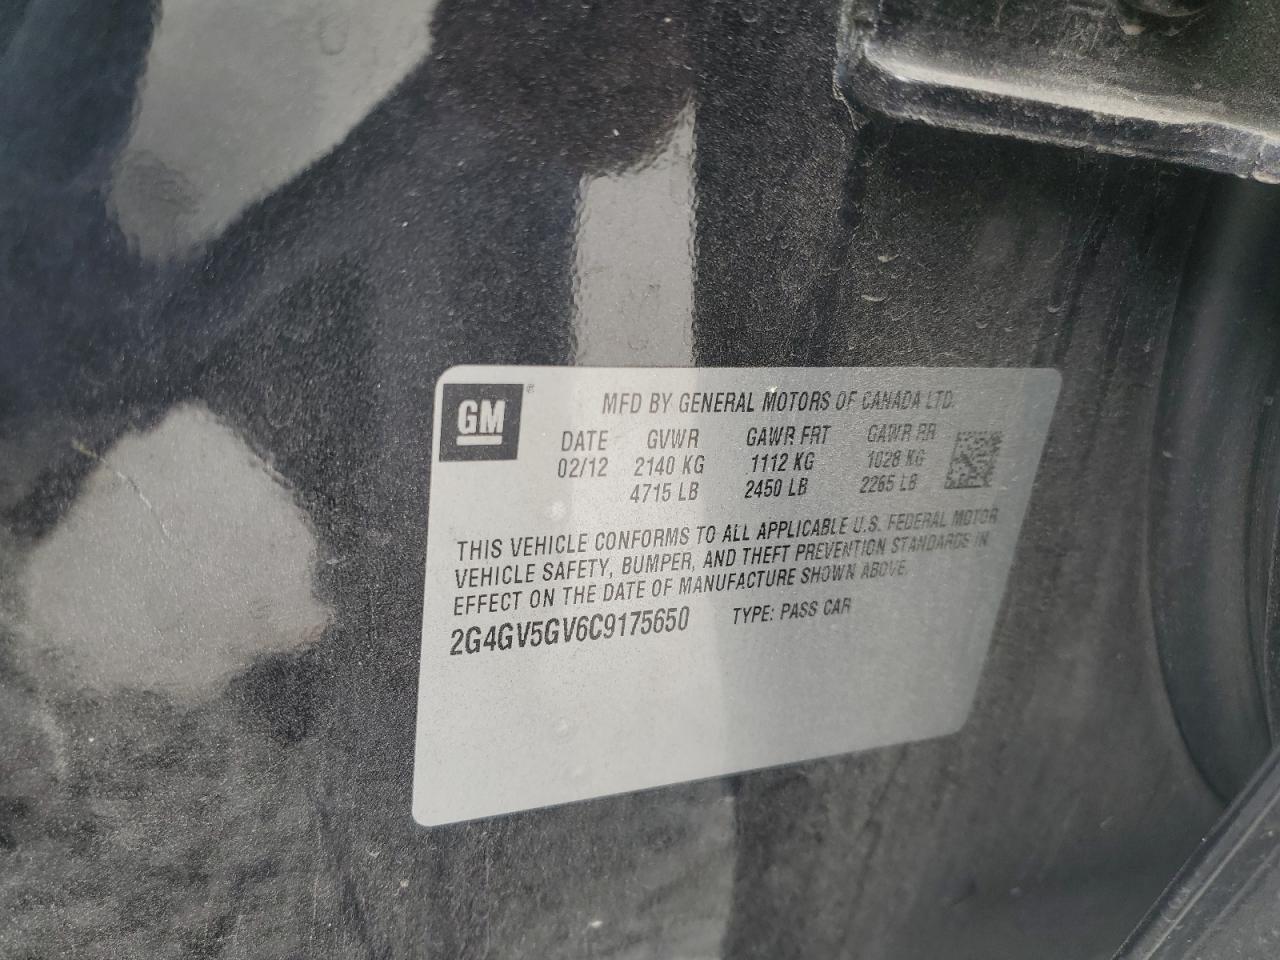 GM ®
MFD BY GENERAL MOTORS OF CANADA LTD.
DATE GVWR GAWR FRT GAWR RR
02/12 2140 KG 1112 KG 1028 KG
4715 LB 2450 LB 2265 LB
THIS VEHICLE CONFORMS TO ALL APPLICABLE U.S. FEDERAL MOTOR
VEHICLE SAFETY, BUMPER, AND THEFT PREVENTION STANDARDS IN
EFFECT ON THE DATE OF MANUFACTURE SHOWN ABOVE.
2G4GV5GV6C9175650 TYPE: PASS CAR